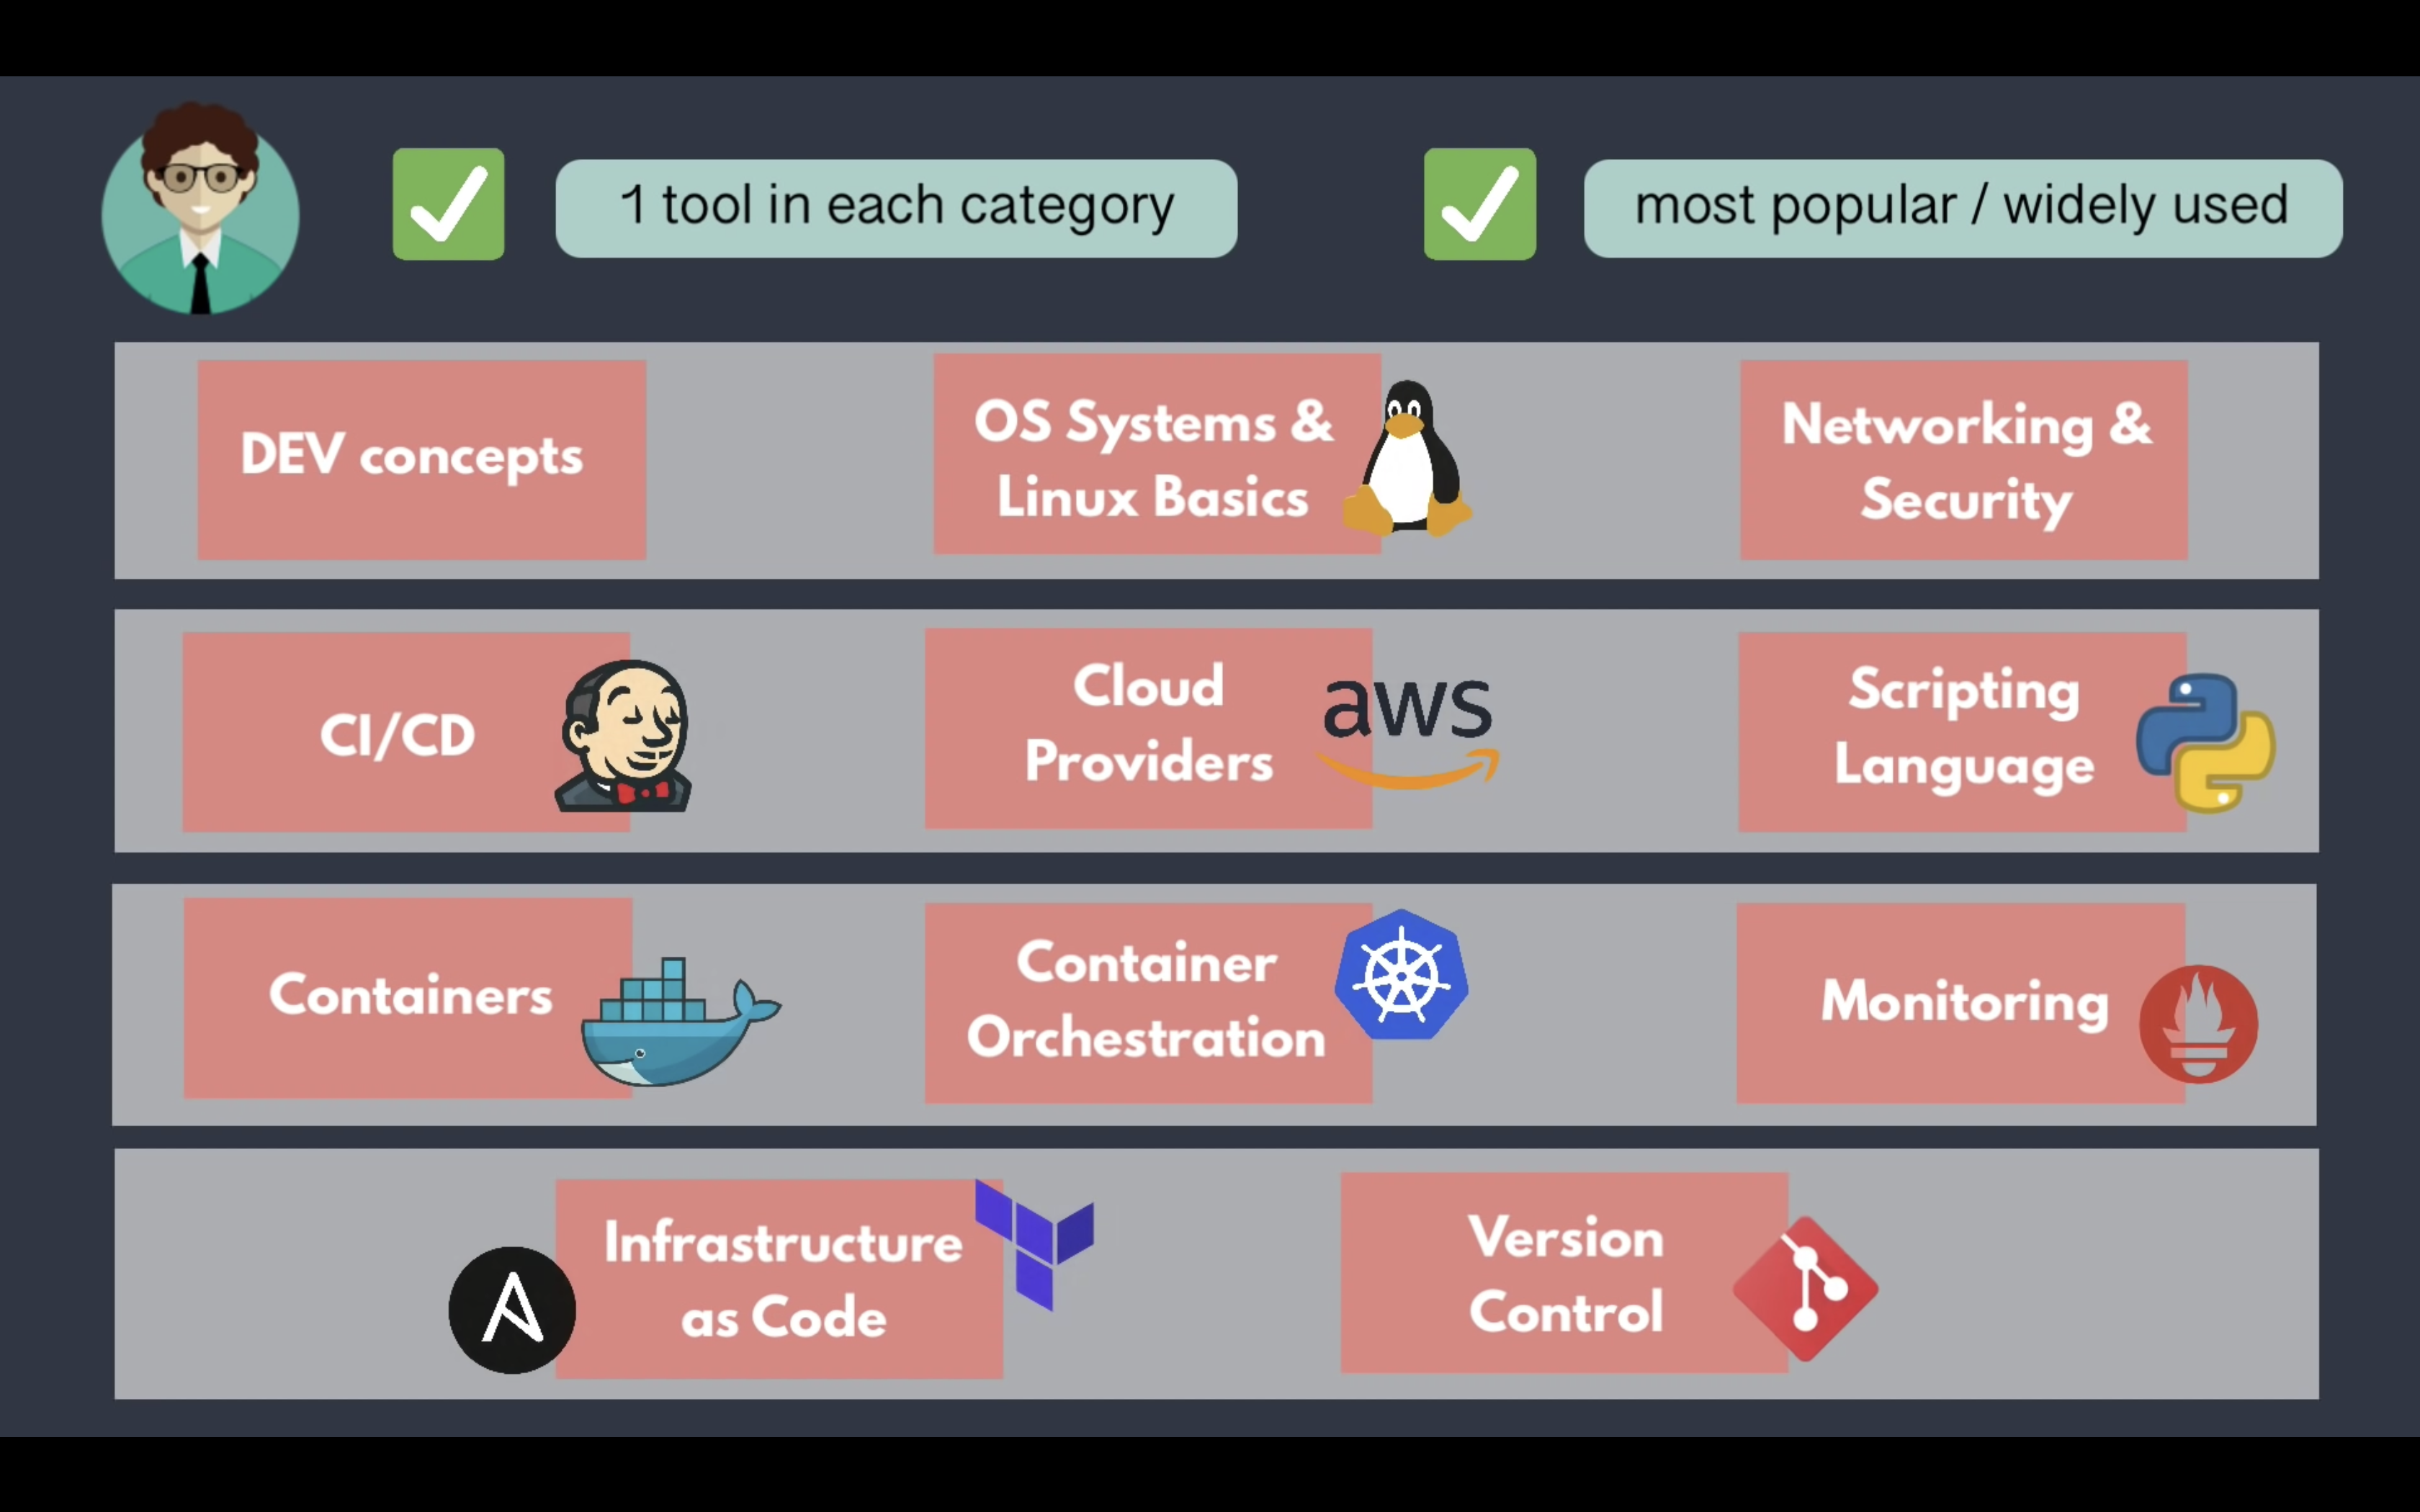 1 tool in each category
most popular / widely used
DEV concepts
OS Systems &
Linux Basics
Networking &
Security
CI/CD
Cloud
Providers
aws
Scripting
Language
Containers
Container
Orchestration
Monitoring
Infrastructure
as Code
Version
Control